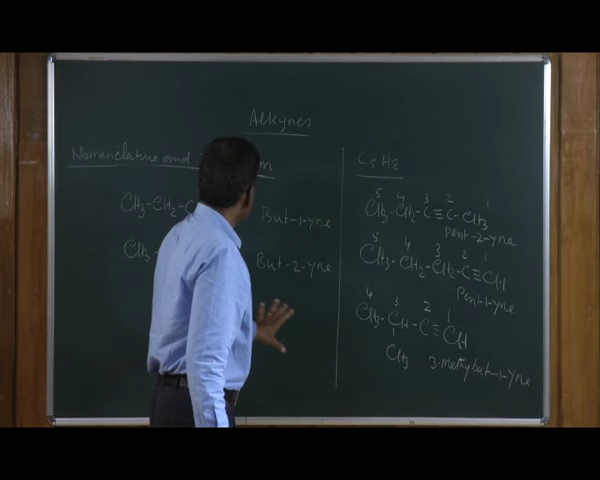 Alkynes
Nomenclature and m
CH3-CH2-C But-1-yne
CH3- But-2-yne
C5H8
5 4 3 2 1
CH3-CH2-C≡C-CH3
Pent-2-yne
5 4 3 2 1
CH3-CH2-CH2-C≡CH
Pent-1-yne
4 3 2 1
CH3-CH-C≡CH
CH3 3-methylbut-1-yne